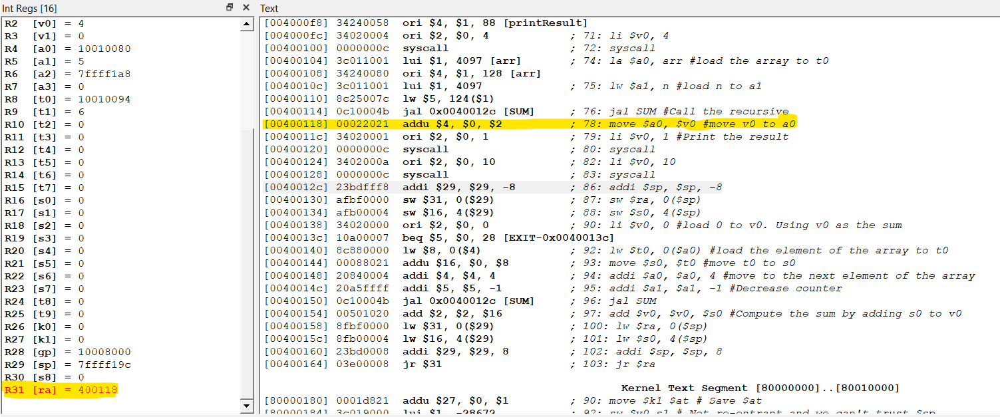 Int Regs [16]
R2 [v0] = 4
R3 [v1] = 0
R4 [a0] = 10010080
R5 [a1] = 5
R6 [a2] = 7ffff1a8
R7 [a3] = 0
R8 [t0] = 10010094
R9 [t1] = 6
R10 [t2] = 0
R11 [t3] = 0
R12 [t4] = 0
R13 [t5] = 0
R14 [t6] = 0
R15 [t7] = 0
R16 [s0] = 0
R17 [s1] = 0
R18 [s2] = 0
R19 [s3] = 0
R20 [s4] = 0
R21 [s5] = 0
R22 [s6] = 0
R23 [s7] = 0
R24 [t8] = 0
R25 [t9] = 0
R26 [k0] = 0
R27 [k1] = 0
R28 [gp] = 10008000
R29 [sp] = 7ffff19c
R30 [s8] = 0
R31 [ra] = 400118
Text
[004000f8] 34240058 ori $4, $1, 88 [printResult]
[004000fc] 34020004 ori $2, $0, 4 ; 71: li $v0, 4
[00400100] 0000000c syscall ; 72: syscall
[00400104] 3c011001 lui $1, 4097 [arr] ; 74: la $a0, arr #load the array to t0
[00400108] 34240080 ori $4, $1, 128 [arr]
[0040010c] 3c011001 lui $1, 4097 ; 75: lw $a1, n #load n to a1
[00400110] 8c25007c lw $5, 124($1)
[00400114] 0c10004b jal 0x0040012c [SUM] ; 76: jal SUM #Call the recursive
[00400118] 00022021 addu $4, $0, $2 ; 78: move $a0, $v0 #move v0 to a0
[0040011c] 34020001 ori $2, $0, 1 ; 79: li $v0, 1 #Print the result
[00400120] 0000000c syscall ; 80: syscall
[00400124] 3402000a ori $2, $0, 10 ; 82: li $v0, 10
[00400128] 0000000c syscall ; 83: syscall
[0040012c] 23bdfff8 addi $29, $29, -8 ; 86: addi $sp, $sp, -8
[00400130] afbf0000 sw $31, 0($29) ; 87: sw $ra, 0($sp)
[00400134] afb00004 sw $16, 4($29) ; 88: sw $s0, 4($sp)
[00400138] 34020000 ori $2, $0, 0 ; 90: li $v0, 0 #load 0 to v0. Using v0 as the sum
[0040013c] 10a00007 beq $5, $0, 28 [EXIT-0x0040013c]
[00400140] 8c880000 lw $8, 0($4) ; 92: lw $t0, 0($a0) #load the element of the array to t0
[00400144] 00088021 addu $16, $0, $8 ; 93: move $s0, $t0 #move t0 to s0
[00400148] 20840004 addi $4, $4, 4 ; 94: addi $a0, $a0, 4 #move to the next element of the array
[0040014c] 20a5ffff addi $5, $5, -1 ; 95: addi $a1, $a1, -1 #Decrease counter
[00400150] 0c10004b jal 0x0040012c [SUM] ; 96: jal SUM
[00400154] 00501020 add $2, $2, $16 ; 97: add $v0, $v0, $s0 #Compute the sum by adding s0 to v0
[00400158] 8fbf0000 lw $31, 0($29) ; 100: lw $ra, 0($sp)
[0040015c] 8fb00004 lw $16, 4($29) ; 101: lw $s0, 4($sp)
[00400160] 23bd0008 addi $29, $29, 8 ; 102: addi $sp, $sp, 8
[00400164] 03e00008 jr $31 ; 103: jr $ra
Kernel Text Segment [80000000]..[80010000]
[80000180] 0001d821 addu $27, $0, $1 ; 90: move $k1 $at # Save $at
[80000184] 3c019000 lui $1, -28672 ; 92: sw $v0 s1 # Not re-entrant and we can't trust $sp